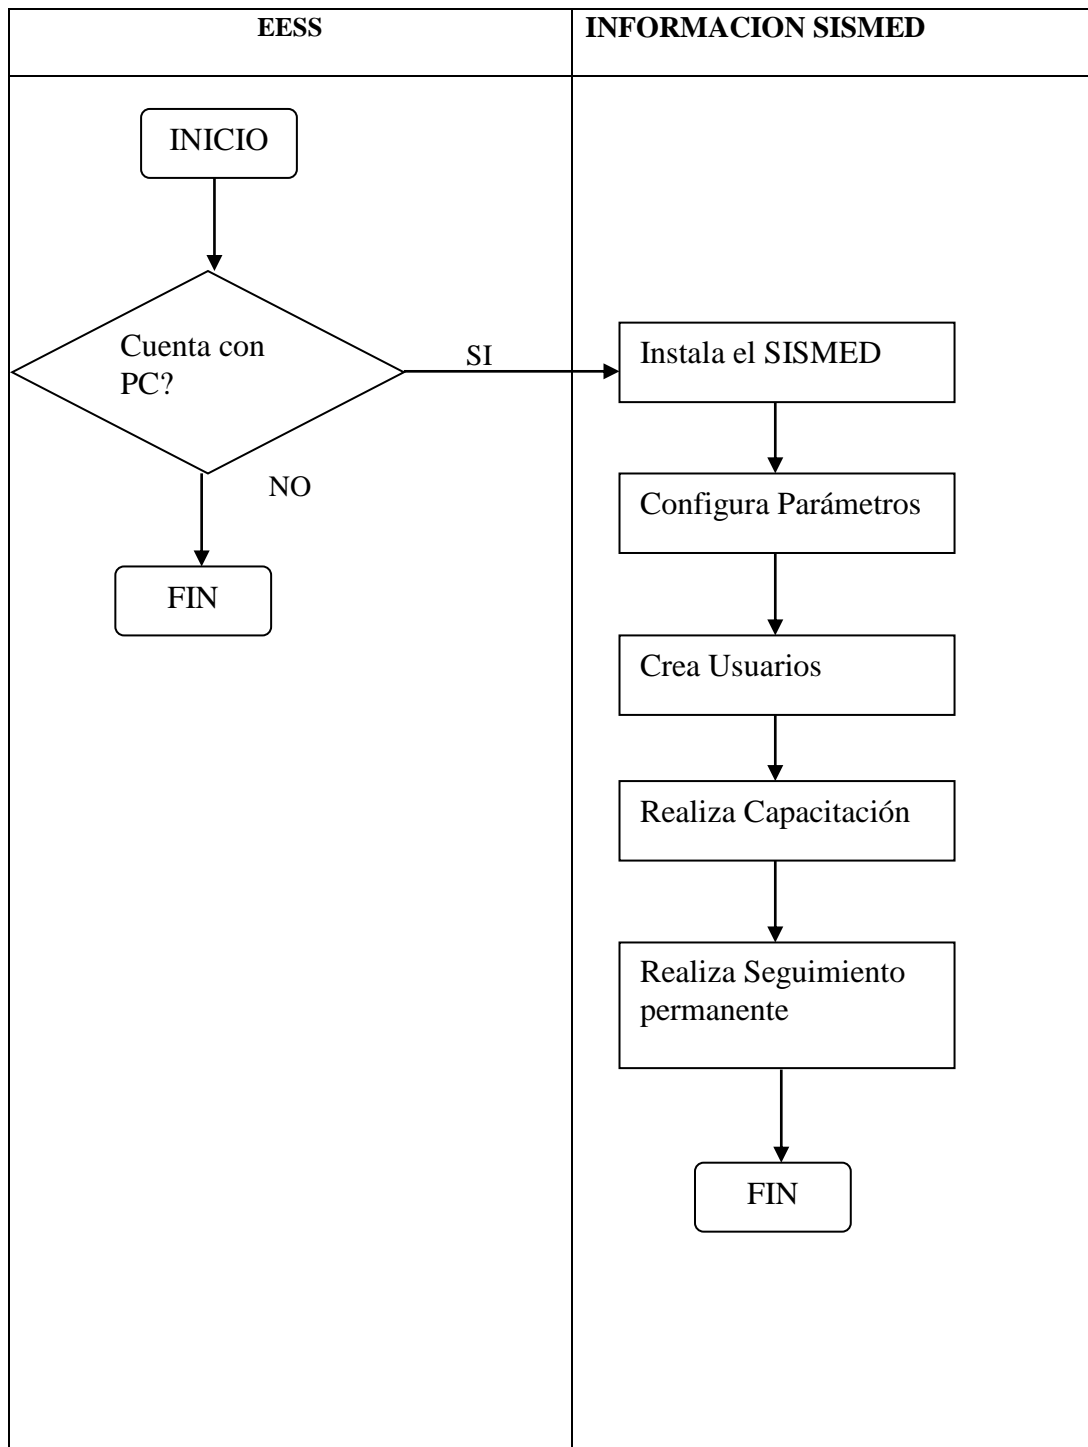 EESS
INFORMACION SISMED
INICIO
Cuenta con
PC?
SI
NO
FIN
Instala el SISMED
Configura Parámetros
Crea Usuarios
Realiza Capacitación
Realiza Seguimiento
permanente
FIN